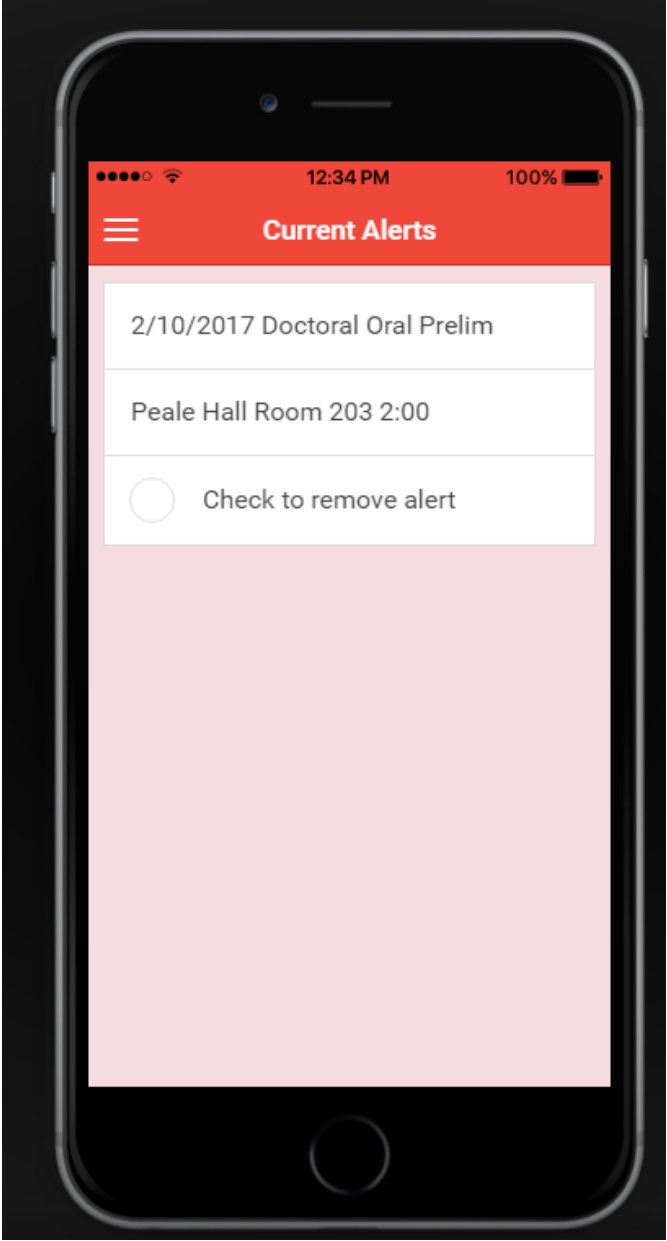 12:34 PM 100%
Current Alerts
2/10/2017 Doctoral Oral Prelim
Peale Hall Room 203 2:00
Check to remove alert